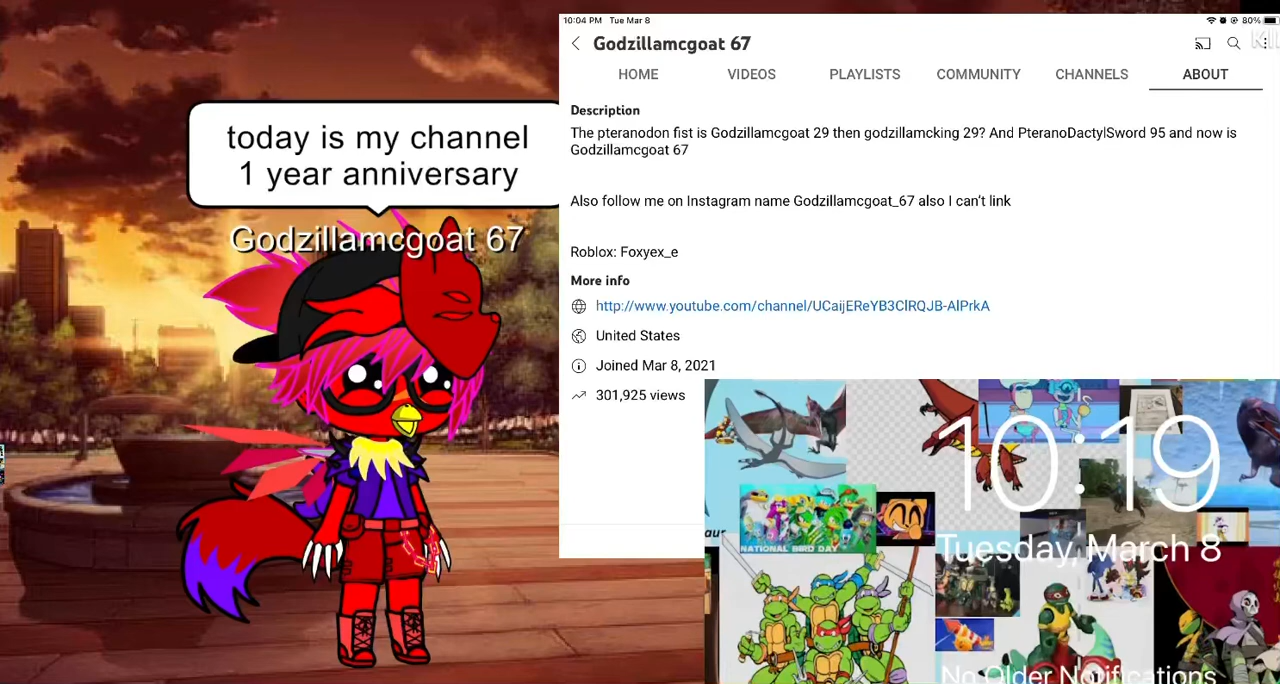 today is my channel
1 year anniversary
Godzillamcgoat 67
10:04 PM Tue Mar 8
80%
Godzillamcgoat 67
HOME VIDEOS PLAYLISTS COMMUNITY CHANNELS ABOUT
Description
The pteranodon fist is Godzillamcgoat 29 then godzillamcking 29? And PteranoDactylSword 95 and now is
Godzillamcgoat 67
Also follow me on Instagram name Godzillamcgoat_67 also I can't link
Roblox: Foxyex_e
More info
http://www.youtube.com/channel/UCaijEReYB3ClRQJB-AlPrkA
United States
Joined Mar 8, 2021
301,925 views
10:19
NATIONAL BIRD DAY
Tuesday, March 8
No Older Notifications